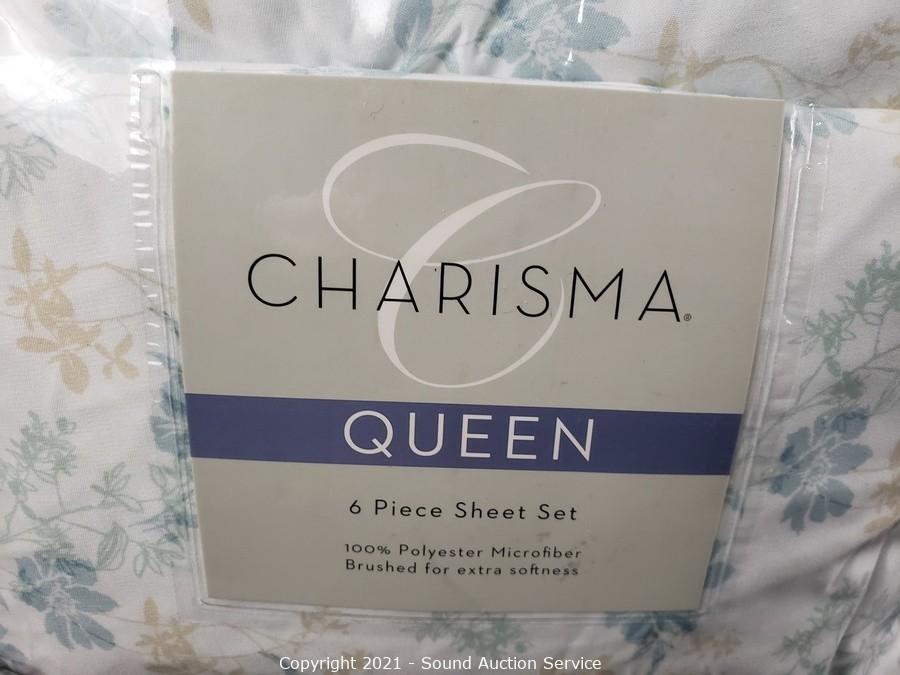 C
CHARISMA®
QUEEN
6 Piece Sheet Set
100% Polyester Microfiber
Brushed for extra softness
Copyright 2021 - Sound Auction Service